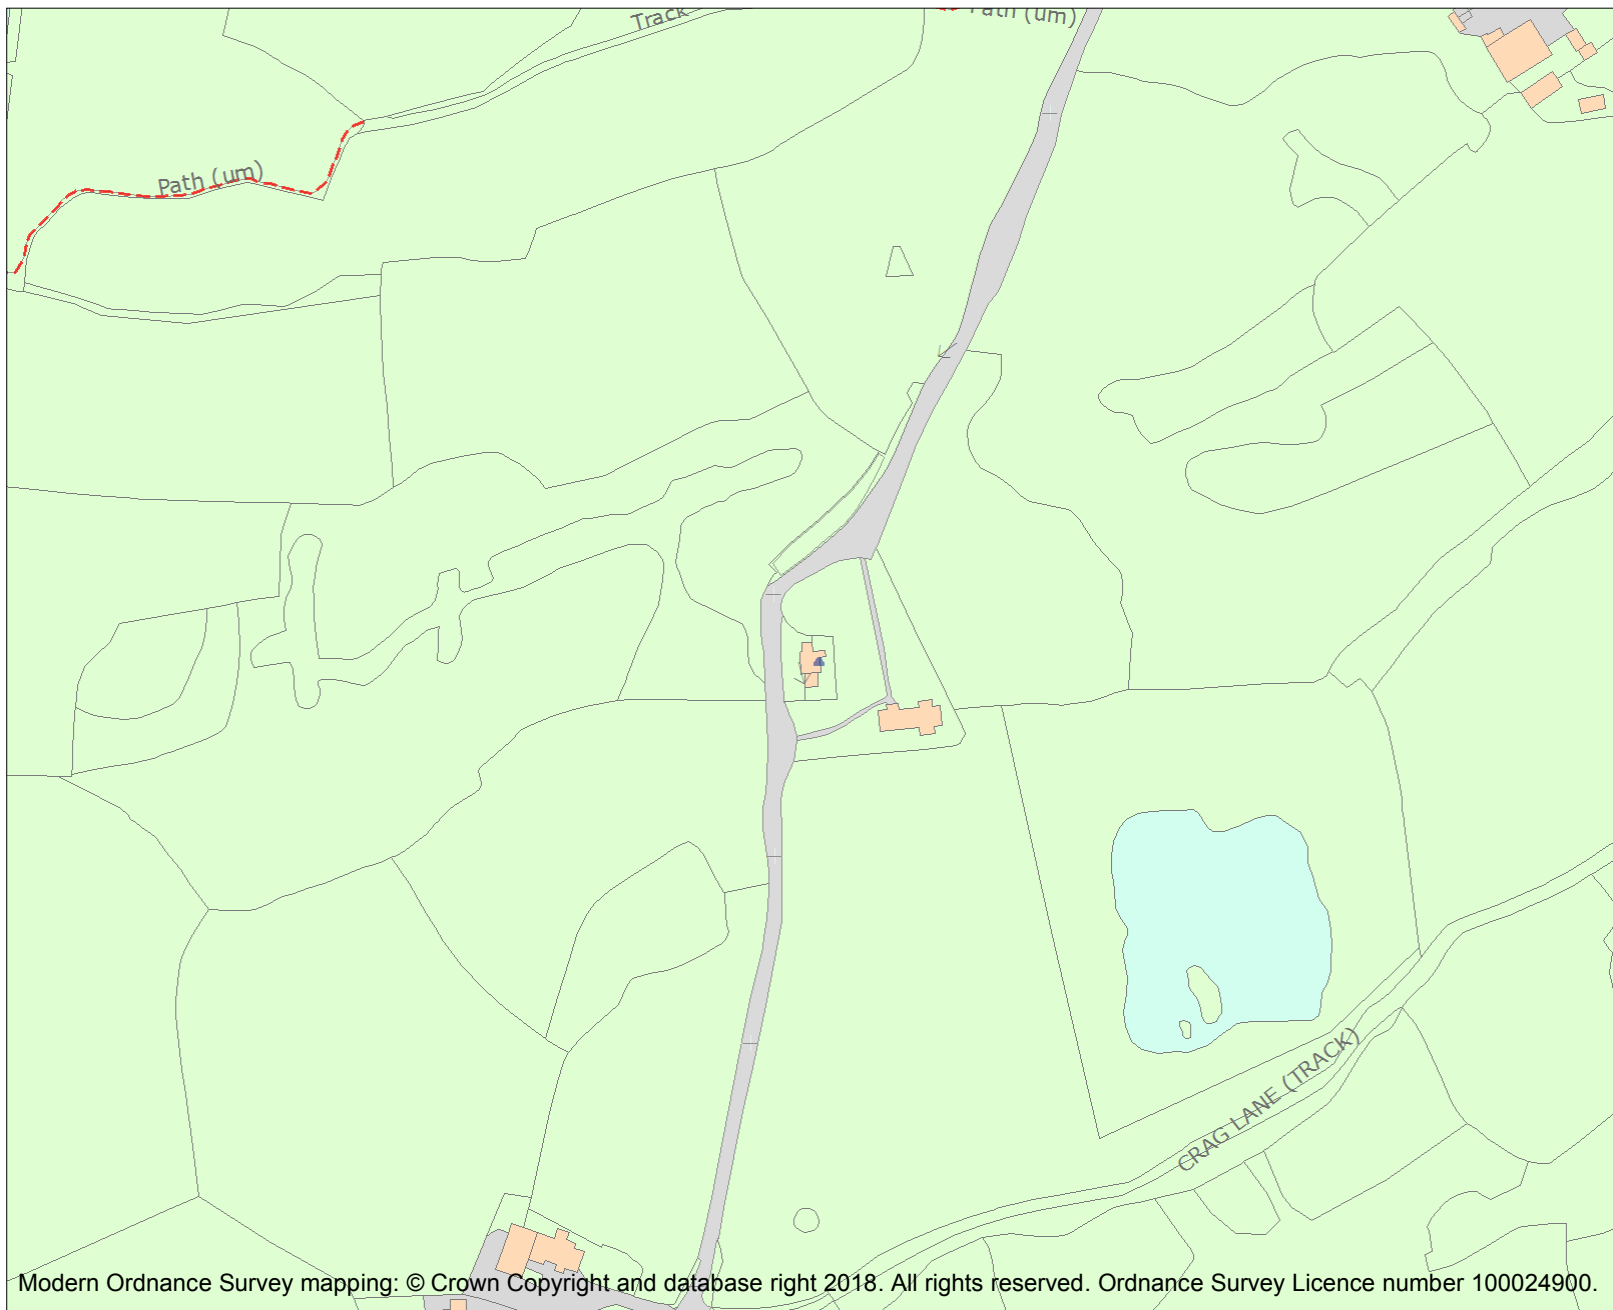 Track
Path (um)
Path (um)
CRAG LANE (TRACK)
Modern Ordnance Survey mapping: © Crown Copyright and database right 2018. All rights reserved. Ordnance Survey Licence number 100024900.